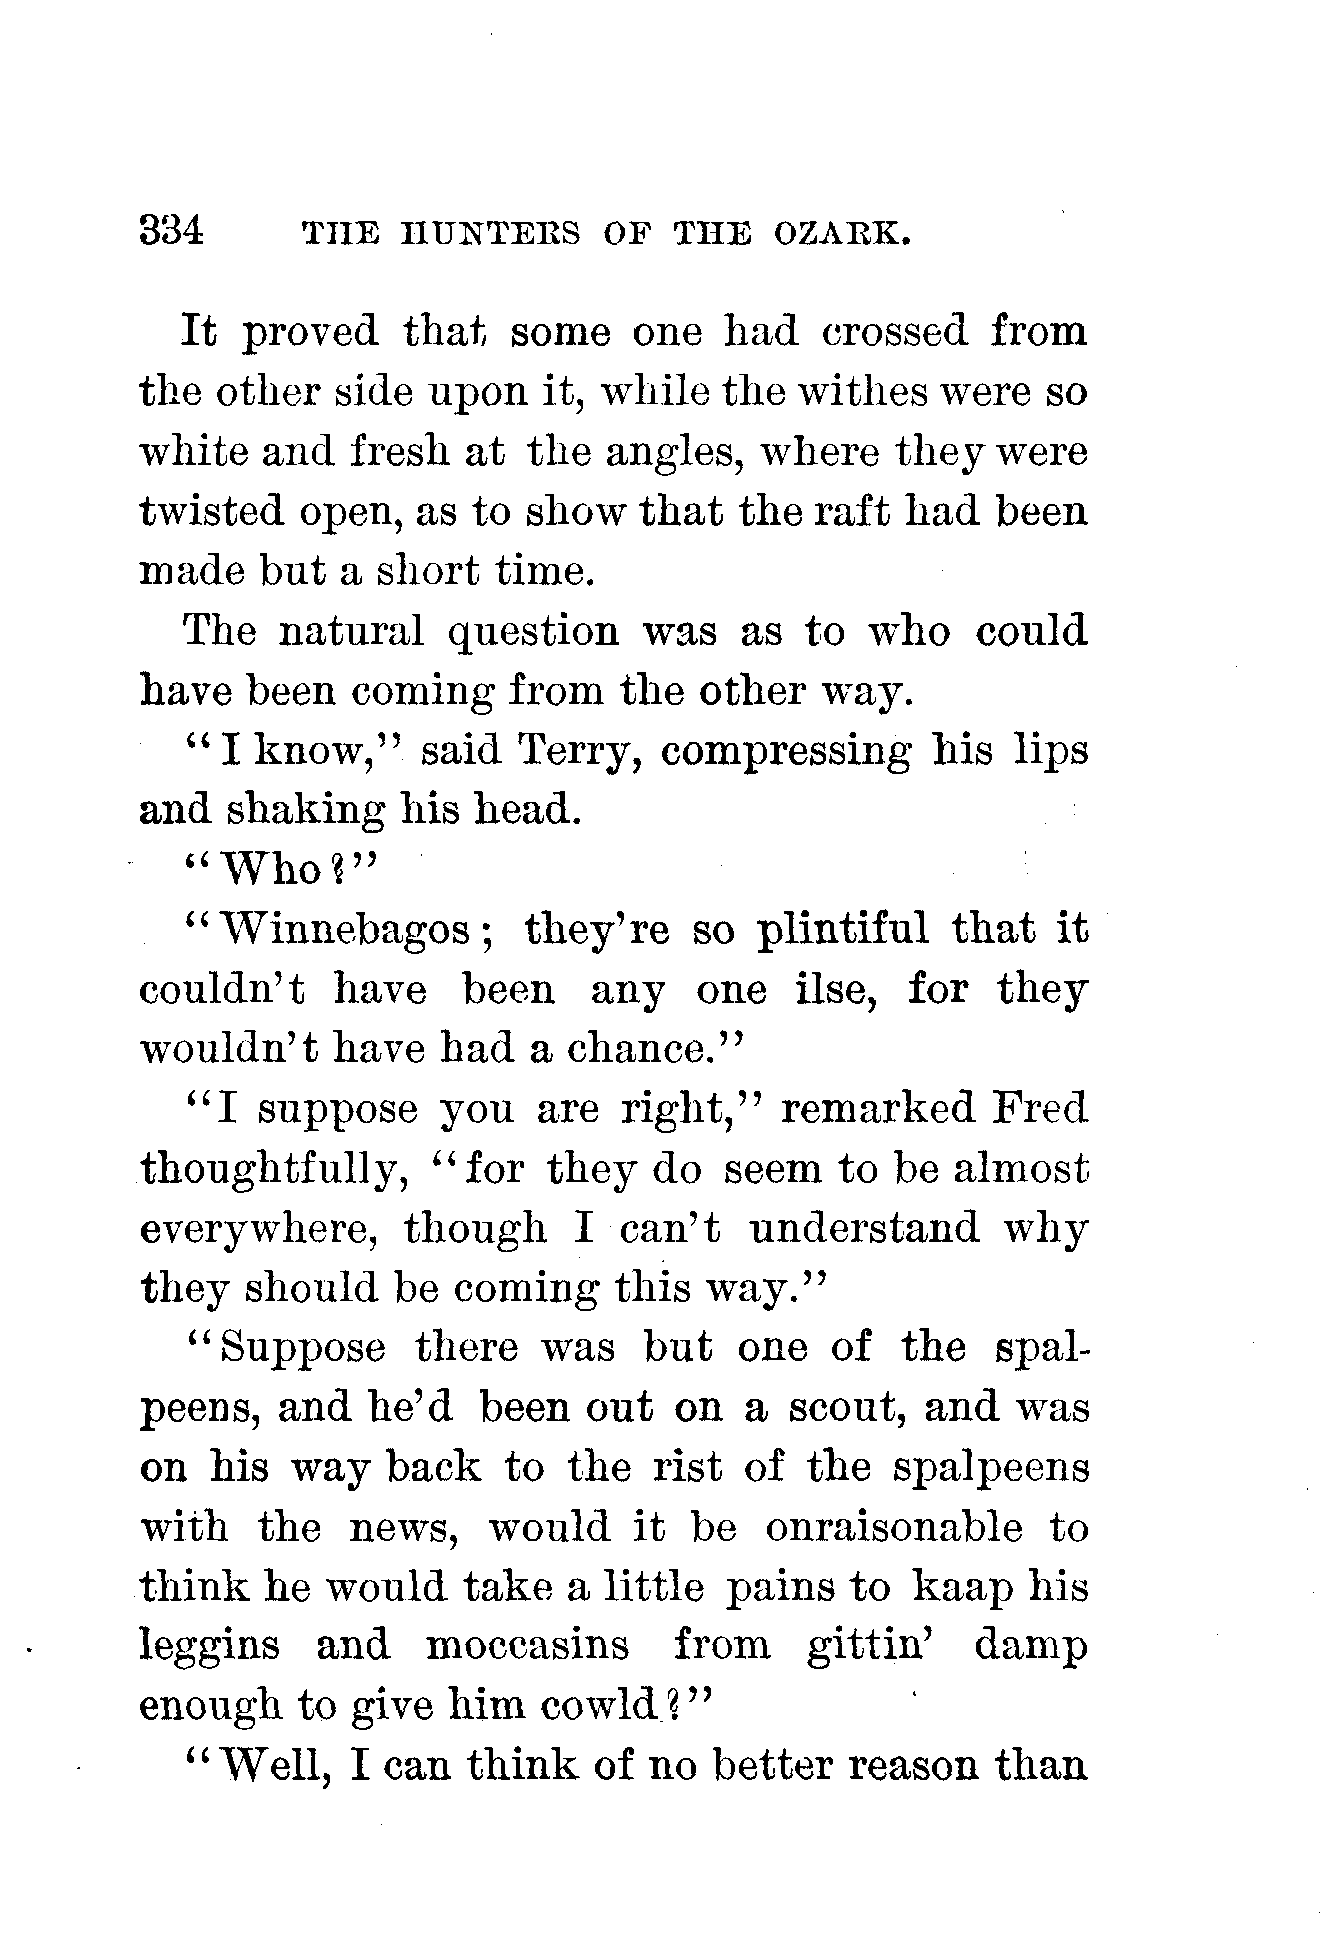 334 THE HUNTERS OF THE OZARK.
It proved that some one had crossed from
the other side upon it, while the withes were so
white and fresh at the angles, where they were
twisted open, as to show that the raft had been
made but a short time.
The natural question was as to who could
have been coming from the other way.
“I know,” said Terry, compressing his lips
and shaking his head.
“Who?”
“Winnebagos; they’re so plintiful that it
couldn’t have been any one ilse, for they
wouldn’t have had a chance.”
“I suppose you are right,” remarked Fred
thoughtfully, “for they do seem to be almost
everywhere, though I can’t understand why
they should be coming this way.”
“Suppose there was but one of the spal-
peens, and he’d been out on a scout, and was
on his way back to the rist of the spalpeens
with the news, would it be onraisonable to
think he would take a little pains to kaap his
leggins and moccasins from gittin’ damp
enough to give him cowld?”
“Well, I can think of no better reason than